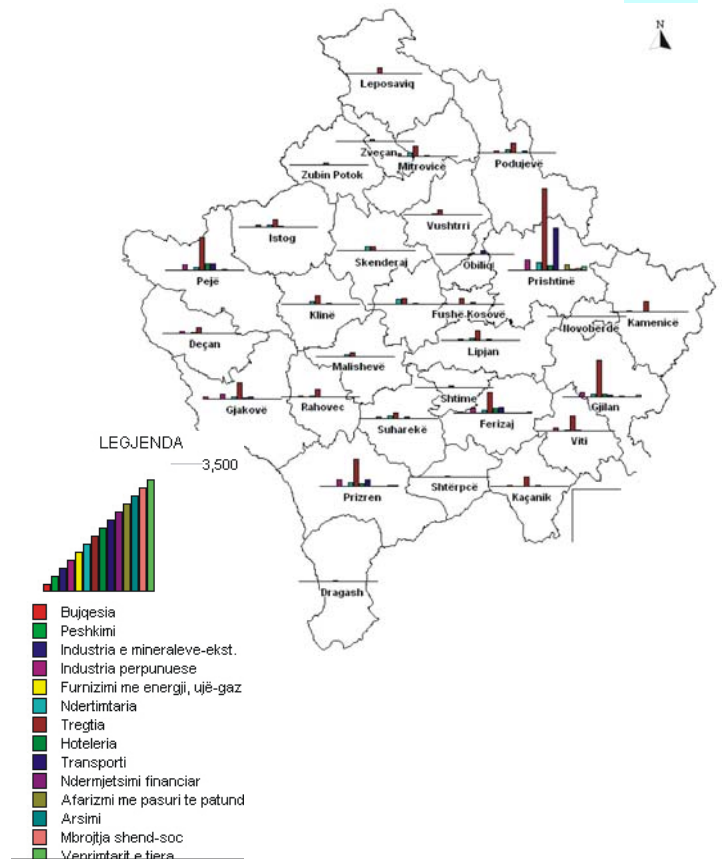 N
Leposaviq
Zveçan
Mitrovicë
Podujevë
Zubin Potok
Vushtrri
Istog
Skenderaj
Obiliq
Pejë
Prishtinë
Klinë
Fushë Kosovë
Novoberdë
Kamenicë
Deçan
Lipjan
Malishevë
Shtime
Gjakovë
Rahovec
Gjilan
Suharekë
Ferizaj
Viti
LEGJENDA
3,500
Prizren
Shtërpcë
Kaçanik
Dragash
Bujqesia
Peshkimi
Industria e mineraleve-ekst.
Industria perpunuese
Furnizimi me energji, ujë-gaz
Ndertimtaria
Tregtia
Hoteleria
Transporti
Ndermjetsimi financiar
Afarizmi me pasuri te patund
Arsimi
Mbrojtja shend-soc
Veprimtarit e tjera